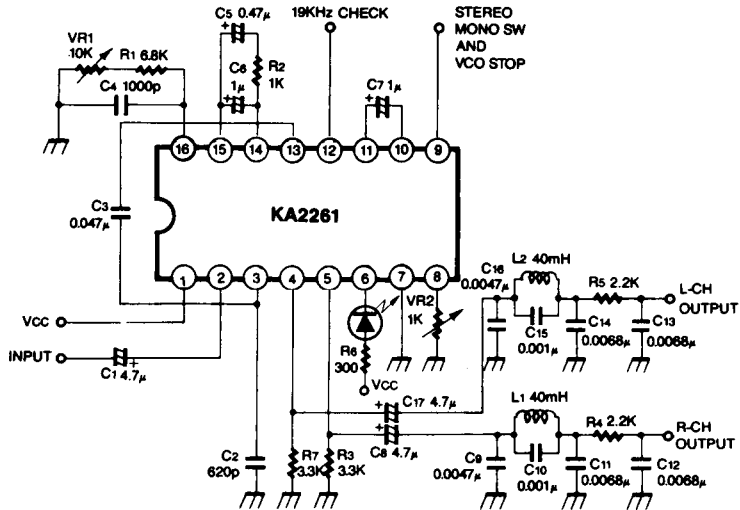 C5 0.47μ
19KHz CHECK
STEREO
MONO SW
AND
VCO STOP
VR1
10K
R1 6.8K
C4 1000p
+
C6
1μ
+
R2
1K
C7 1μ
+
16
15
14
13
12
11
10
9
C3
0.047μ
KA2261
1
2
3
4
5
6
7
8
VCC
INPUT
C1 4.7μ
+
C2
620p
R7
3.3K
R3
3.3K
R6
300
VCC
VR2
1K
C17 4.7μ
+
C8 4.7μ
+
C16
0.0047μ
L2 40mH
C15
0.001μ
R5 2.2K
C14
0.0068μ
C13
0.0068μ
L-CH
OUTPUT
C9
0.0047μ
L1 40mH
C10
0.001μ
R4 2.2K
C11
0.0068μ
C12
0.0068μ
R-CH
OUTPUT